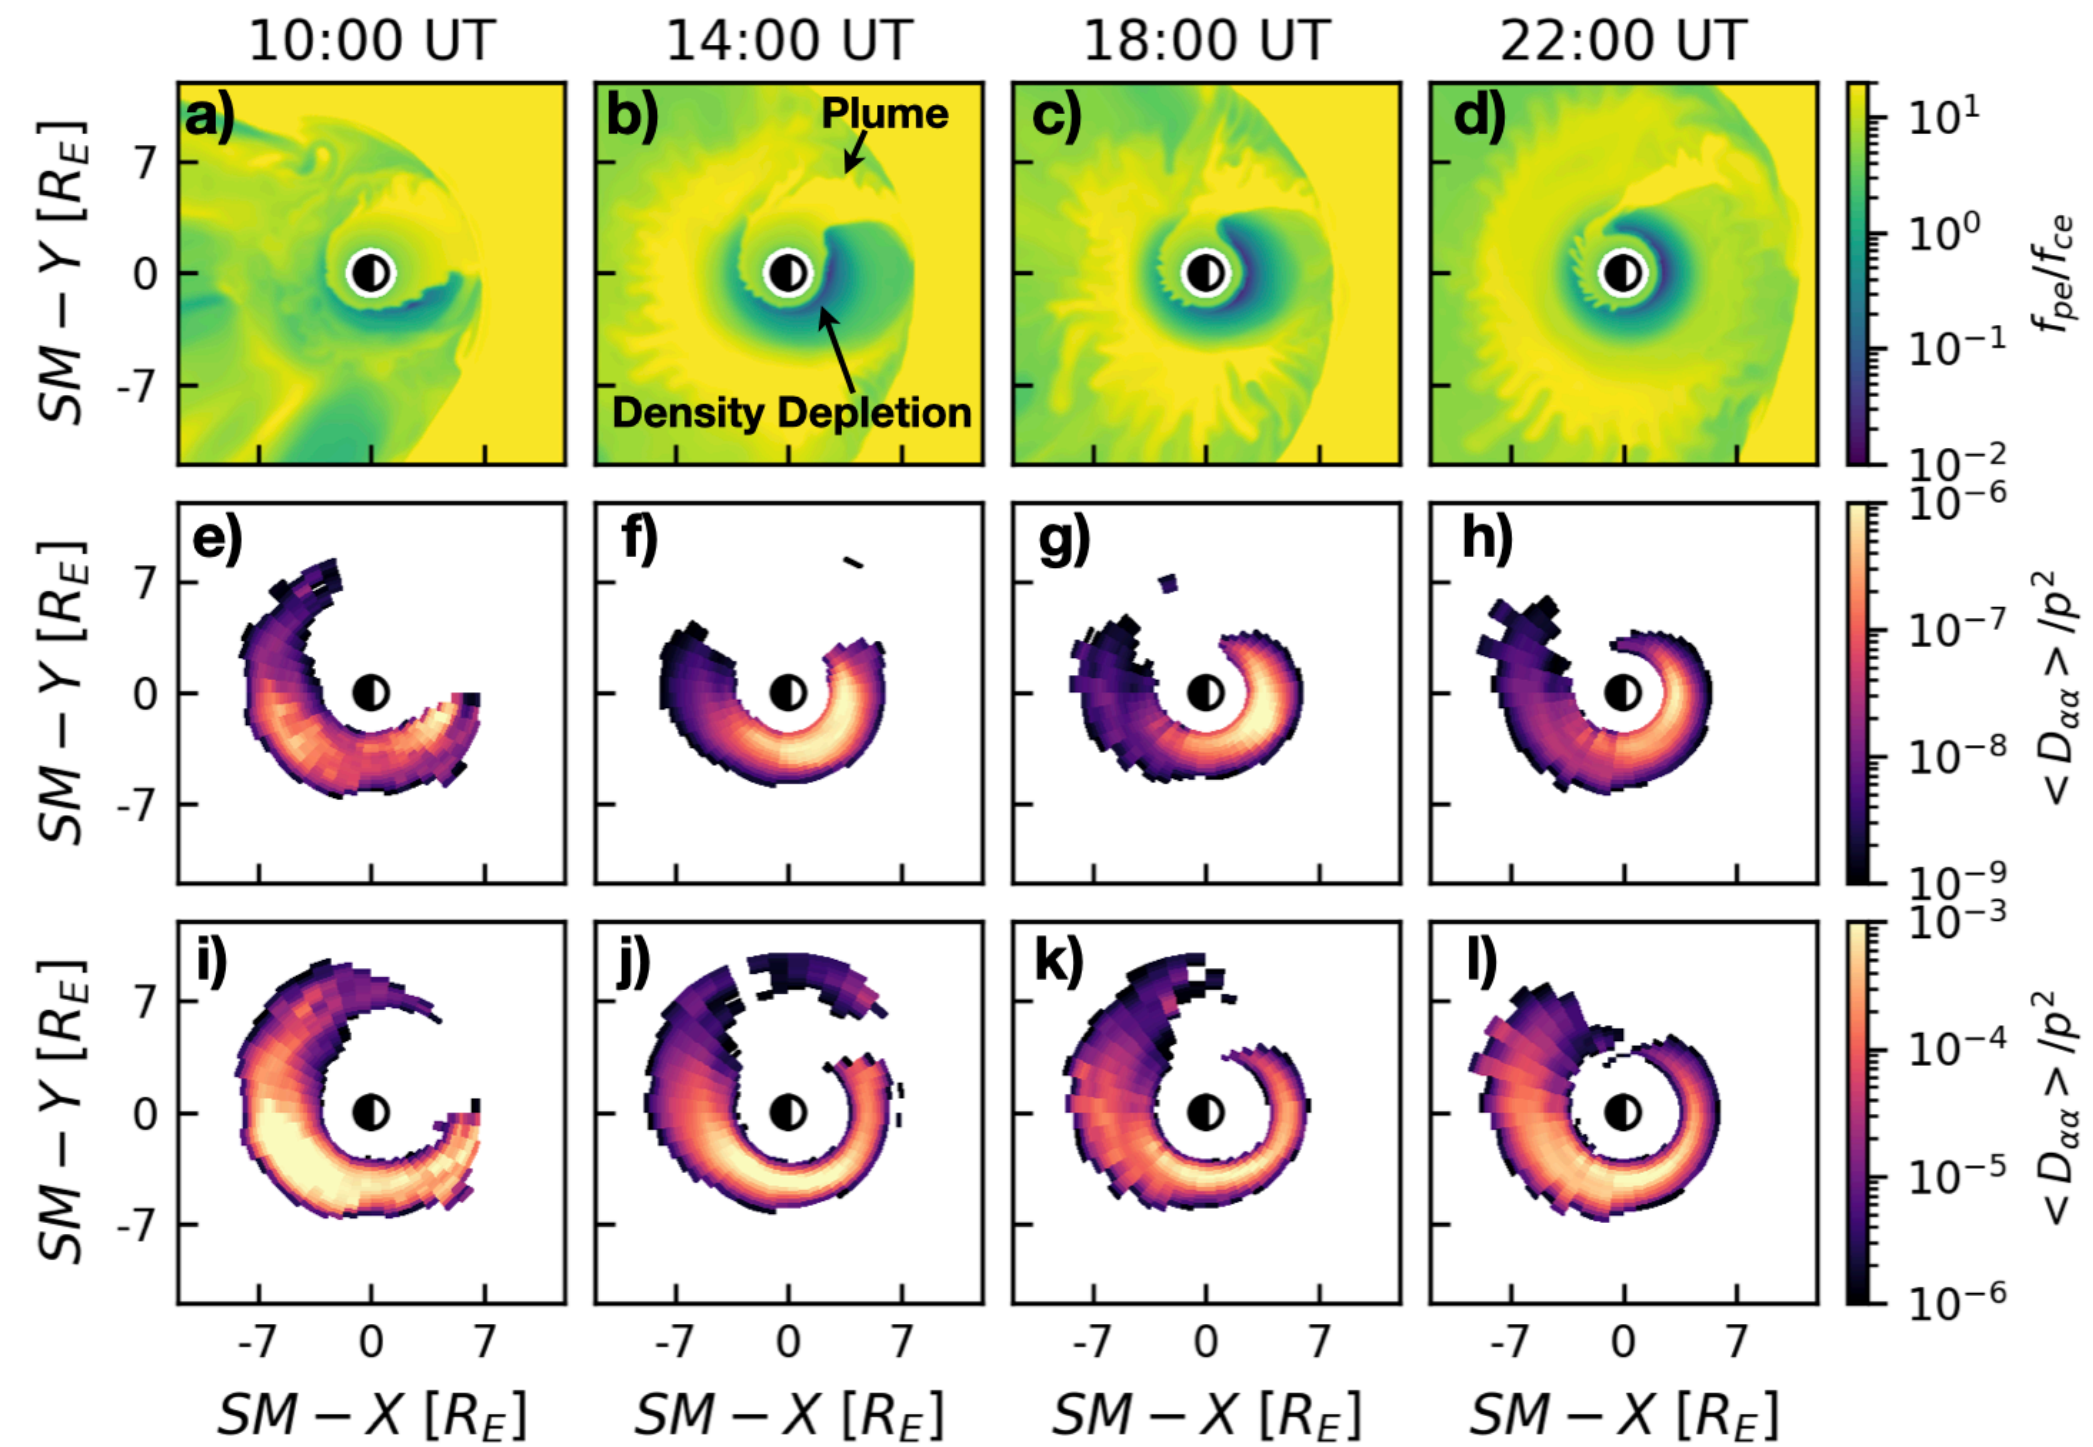 10:00 UT 14:00 UT 18:00 UT 22:00 UT
a) b) c) d)
Plume
Density Depletion
SM − Y [R_E]
7
0
-7
10¹
10⁰
10⁻¹
10⁻²
f_pe/f_ce
e) f) g) h)
SM − Y [R_E]
7
0
-7
10⁻⁶
10⁻⁷
10⁻⁸
10⁻⁹
< D_αα > /p²
i) j) k) l)
SM − Y [R_E]
7
0
-7
10⁻³
10⁻⁴
10⁻⁵
10⁻⁶
< D_αα > /p²
-7 0 7 -7 0 7 -7 0 7 -7 0 7
SM − X [R_E] SM − X [R_E] SM − X [R_E] SM − X [R_E]